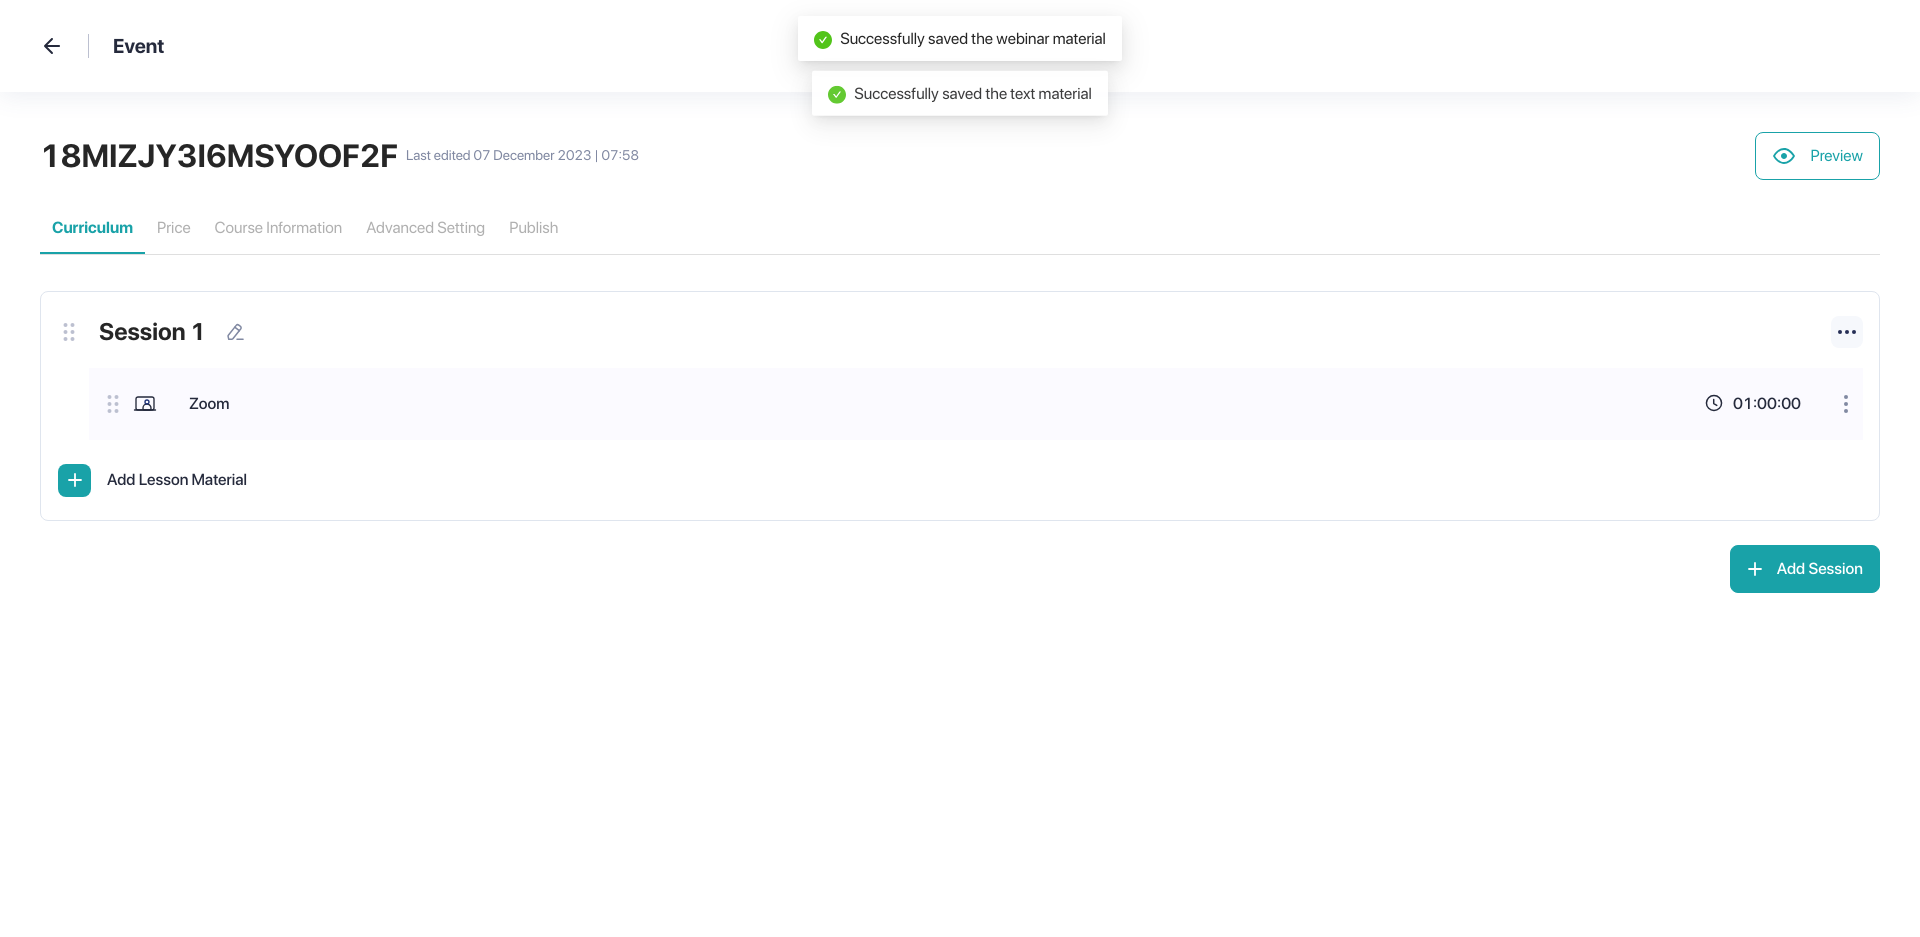 Event
Successfully saved the webinar material
Successfully saved the text material
18MIZJY3I6MSYOOF2F Last edited 07 December 2023 | 07:58
Preview
Curriculum Price Course Information Advanced Setting Publish
Session 1
Zoom 01:00:00
Add Lesson Material
Add Session